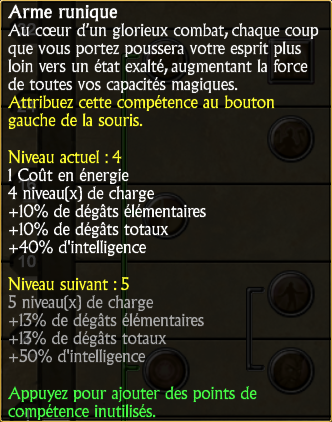 Arme runique
Au cœur d'un glorieux combat, chaque coup
que vous portez poussera votre esprit plus
loin vers un état exalté, augmentant la force
de toutes vos capacités magiques.
Attribuez cette compétence au bouton
gauche de la souris.
Niveau actuel : 4
1 Coût en énergie
4 niveau(x) de charge
+10% de dégâts élémentaires
+10% de dégâts totaux
+40% d'intelligence
Niveau suivant : 5
5 niveau(x) de charge
+13% de dégâts élémentaires
+13% de dégâts totaux
+50% d'intelligence
Appuyez pour ajouter des points de
compétence inutilisés.
10